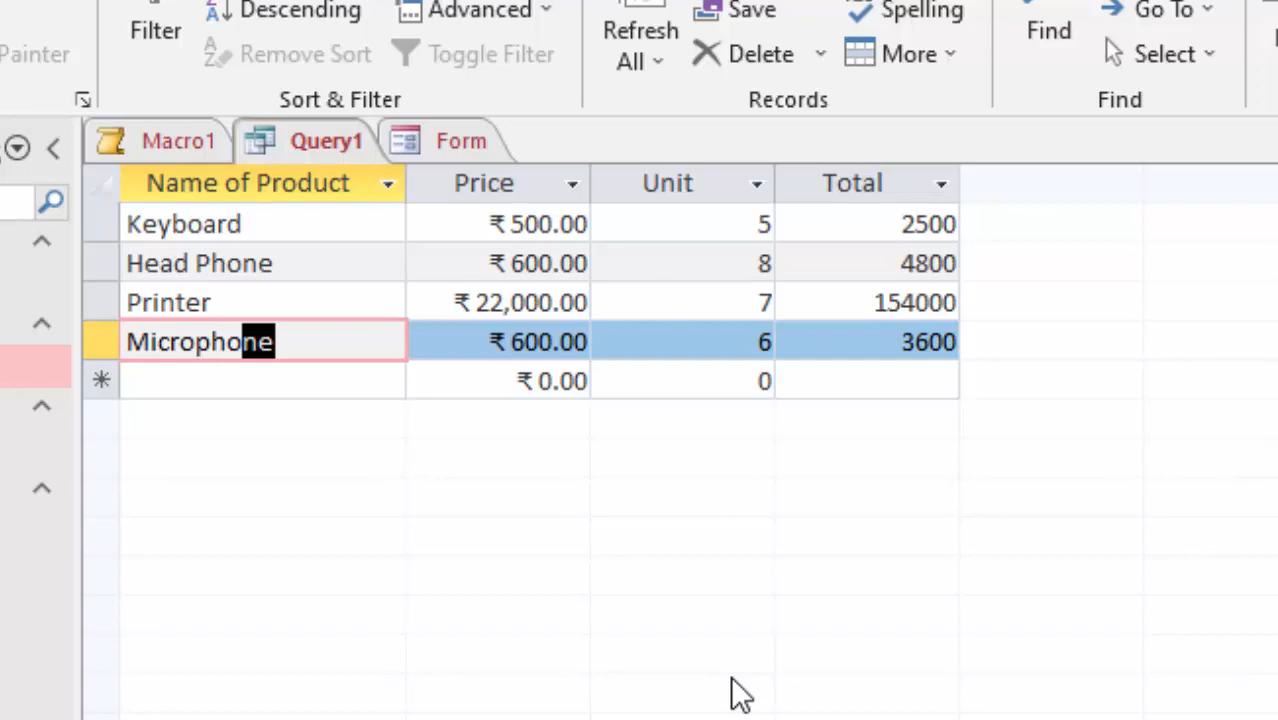 Descending
Advanced
Save
Spelling
Go To
Painter
Filter
Remove Sort
Toggle Filter
Refresh All
Delete
More
Find
Select
Sort & Filter
Records
Find
Macro1
Query1
Form
Name of Product Price Unit Total
Keyboard ₹ 500.00 5 2500
Head Phone ₹ 600.00 8 4800
Printer ₹ 22,000.00 7 154000
Microphone ₹ 600.00 6 3600
₹ 0.00 0